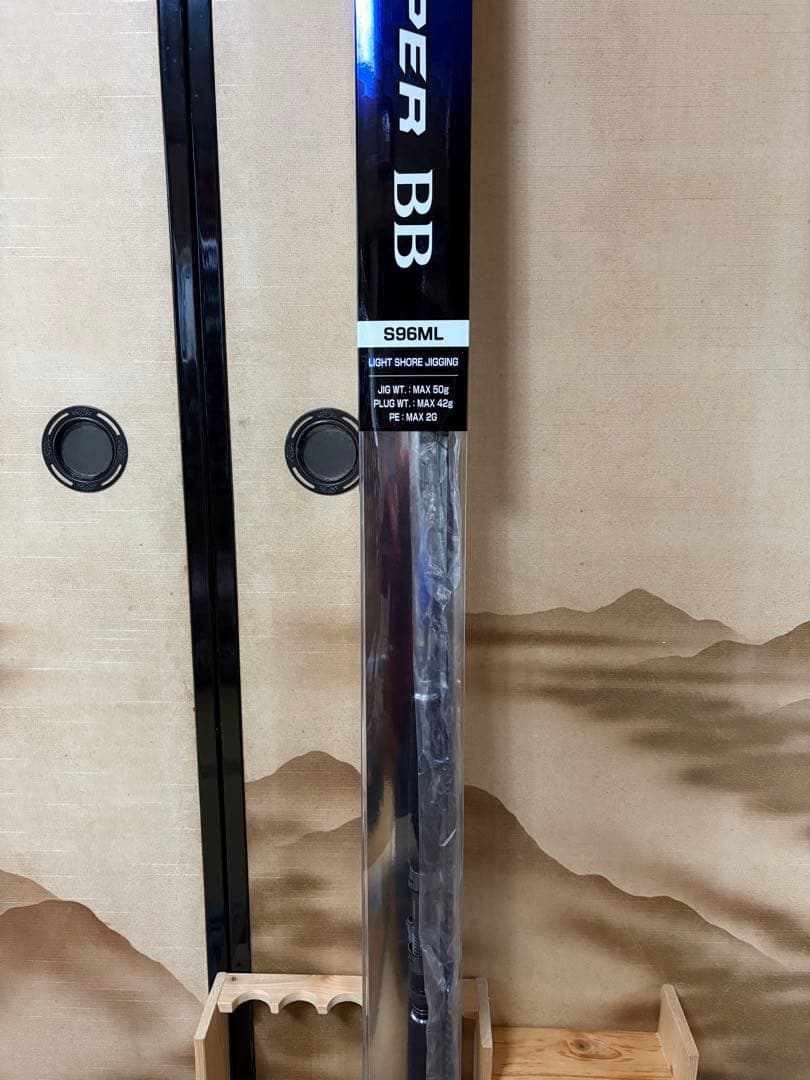 PER BB
S96ML
LIGHT SHORE JIGGING
JIG WT. : MAX 50g
PLUG WT. : MAX 42g
PE : MAX 2G